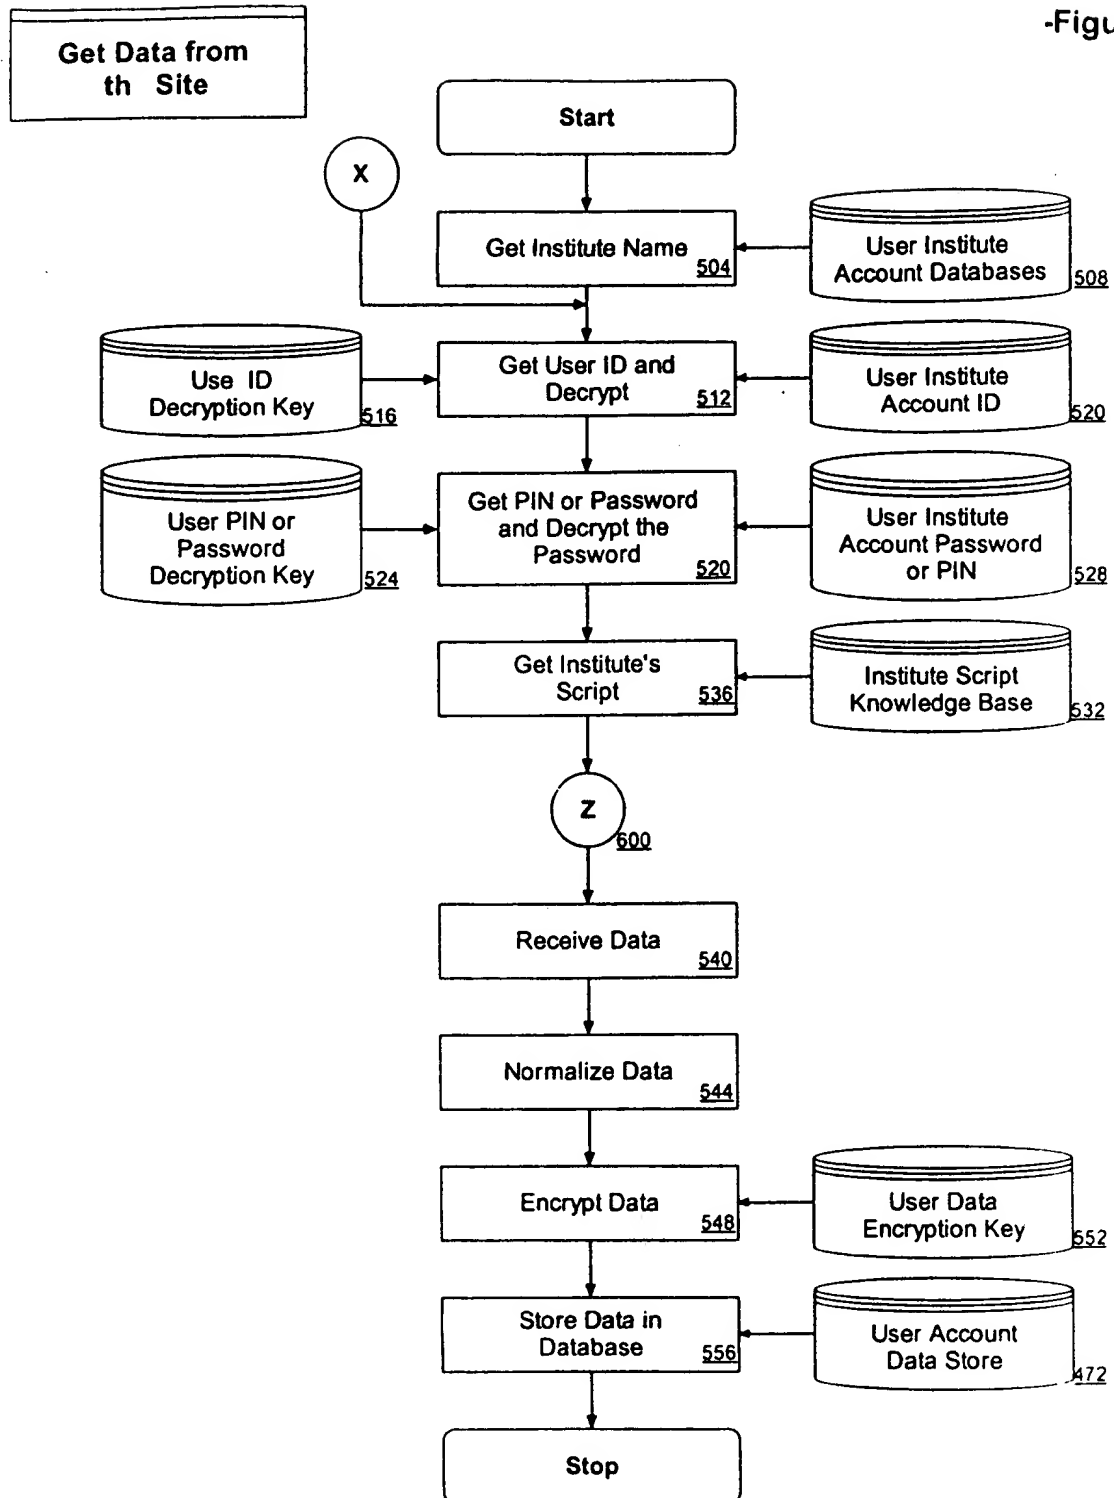 -Figu
Get Data from
th Site
Start
X
Get Institute Name
504
User Institute
Account Databases
508
Use ID
Decryption Key
516
Get User ID and
Decrypt
512
User Institute
Account ID
520
User PIN or
Password
Decryption Key
524
Get PIN or Password
and Decrypt the
Password
520
User Institute
Account Password
or PIN
528
Get Institute's
Script
536
Institute Script
Knowledge Base
532
Z
600
Receive Data
540
Normalize Data
544
Encrypt Data
548
User Data
Encryption Key
552
Store Data in
Database
556
User Account
Data Store
472
Stop